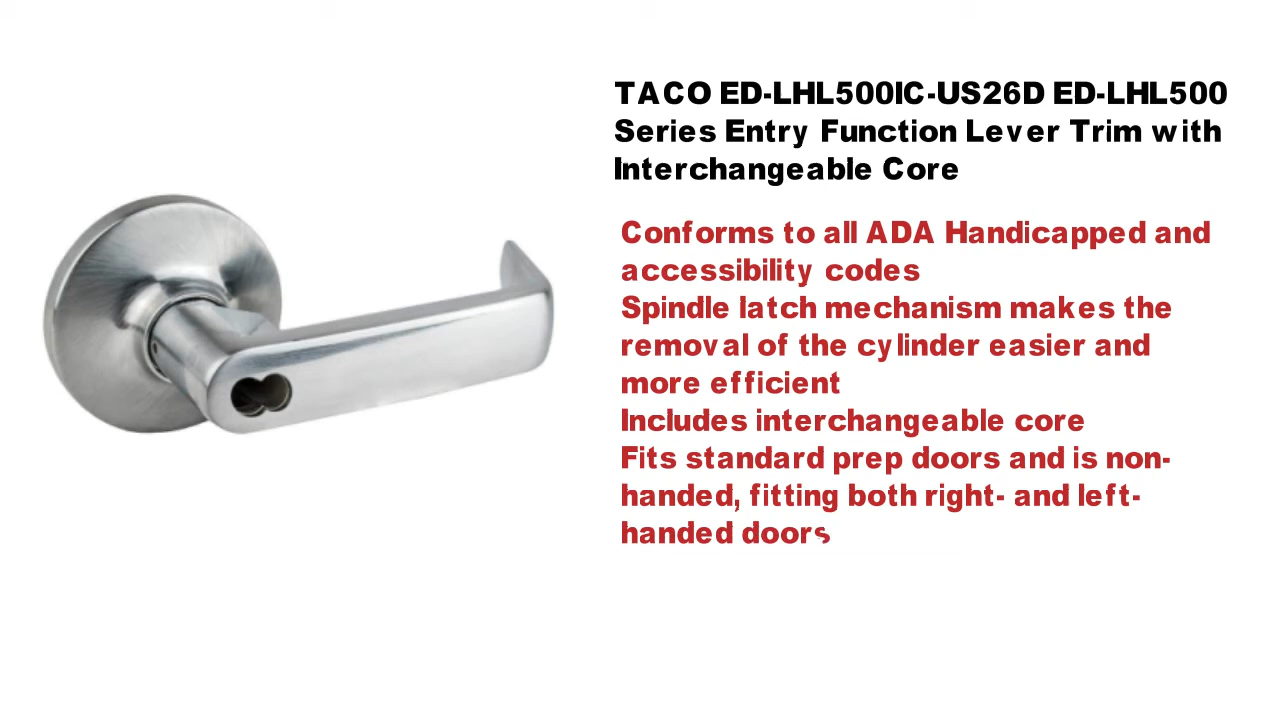 TACO ED-LHL500IC-US26D ED-LHL500
Series Entry Function Lever Trim with
Interchangeable Core
Conforms to all ADA Handicapped and
accessibility codes
Spindle latch mechanism makes the
removal of the cylinder easier and
more efficient
Includes interchangeable core
Fits standard prep doors and is non-
handed, fitting both right- and left-
handed doors